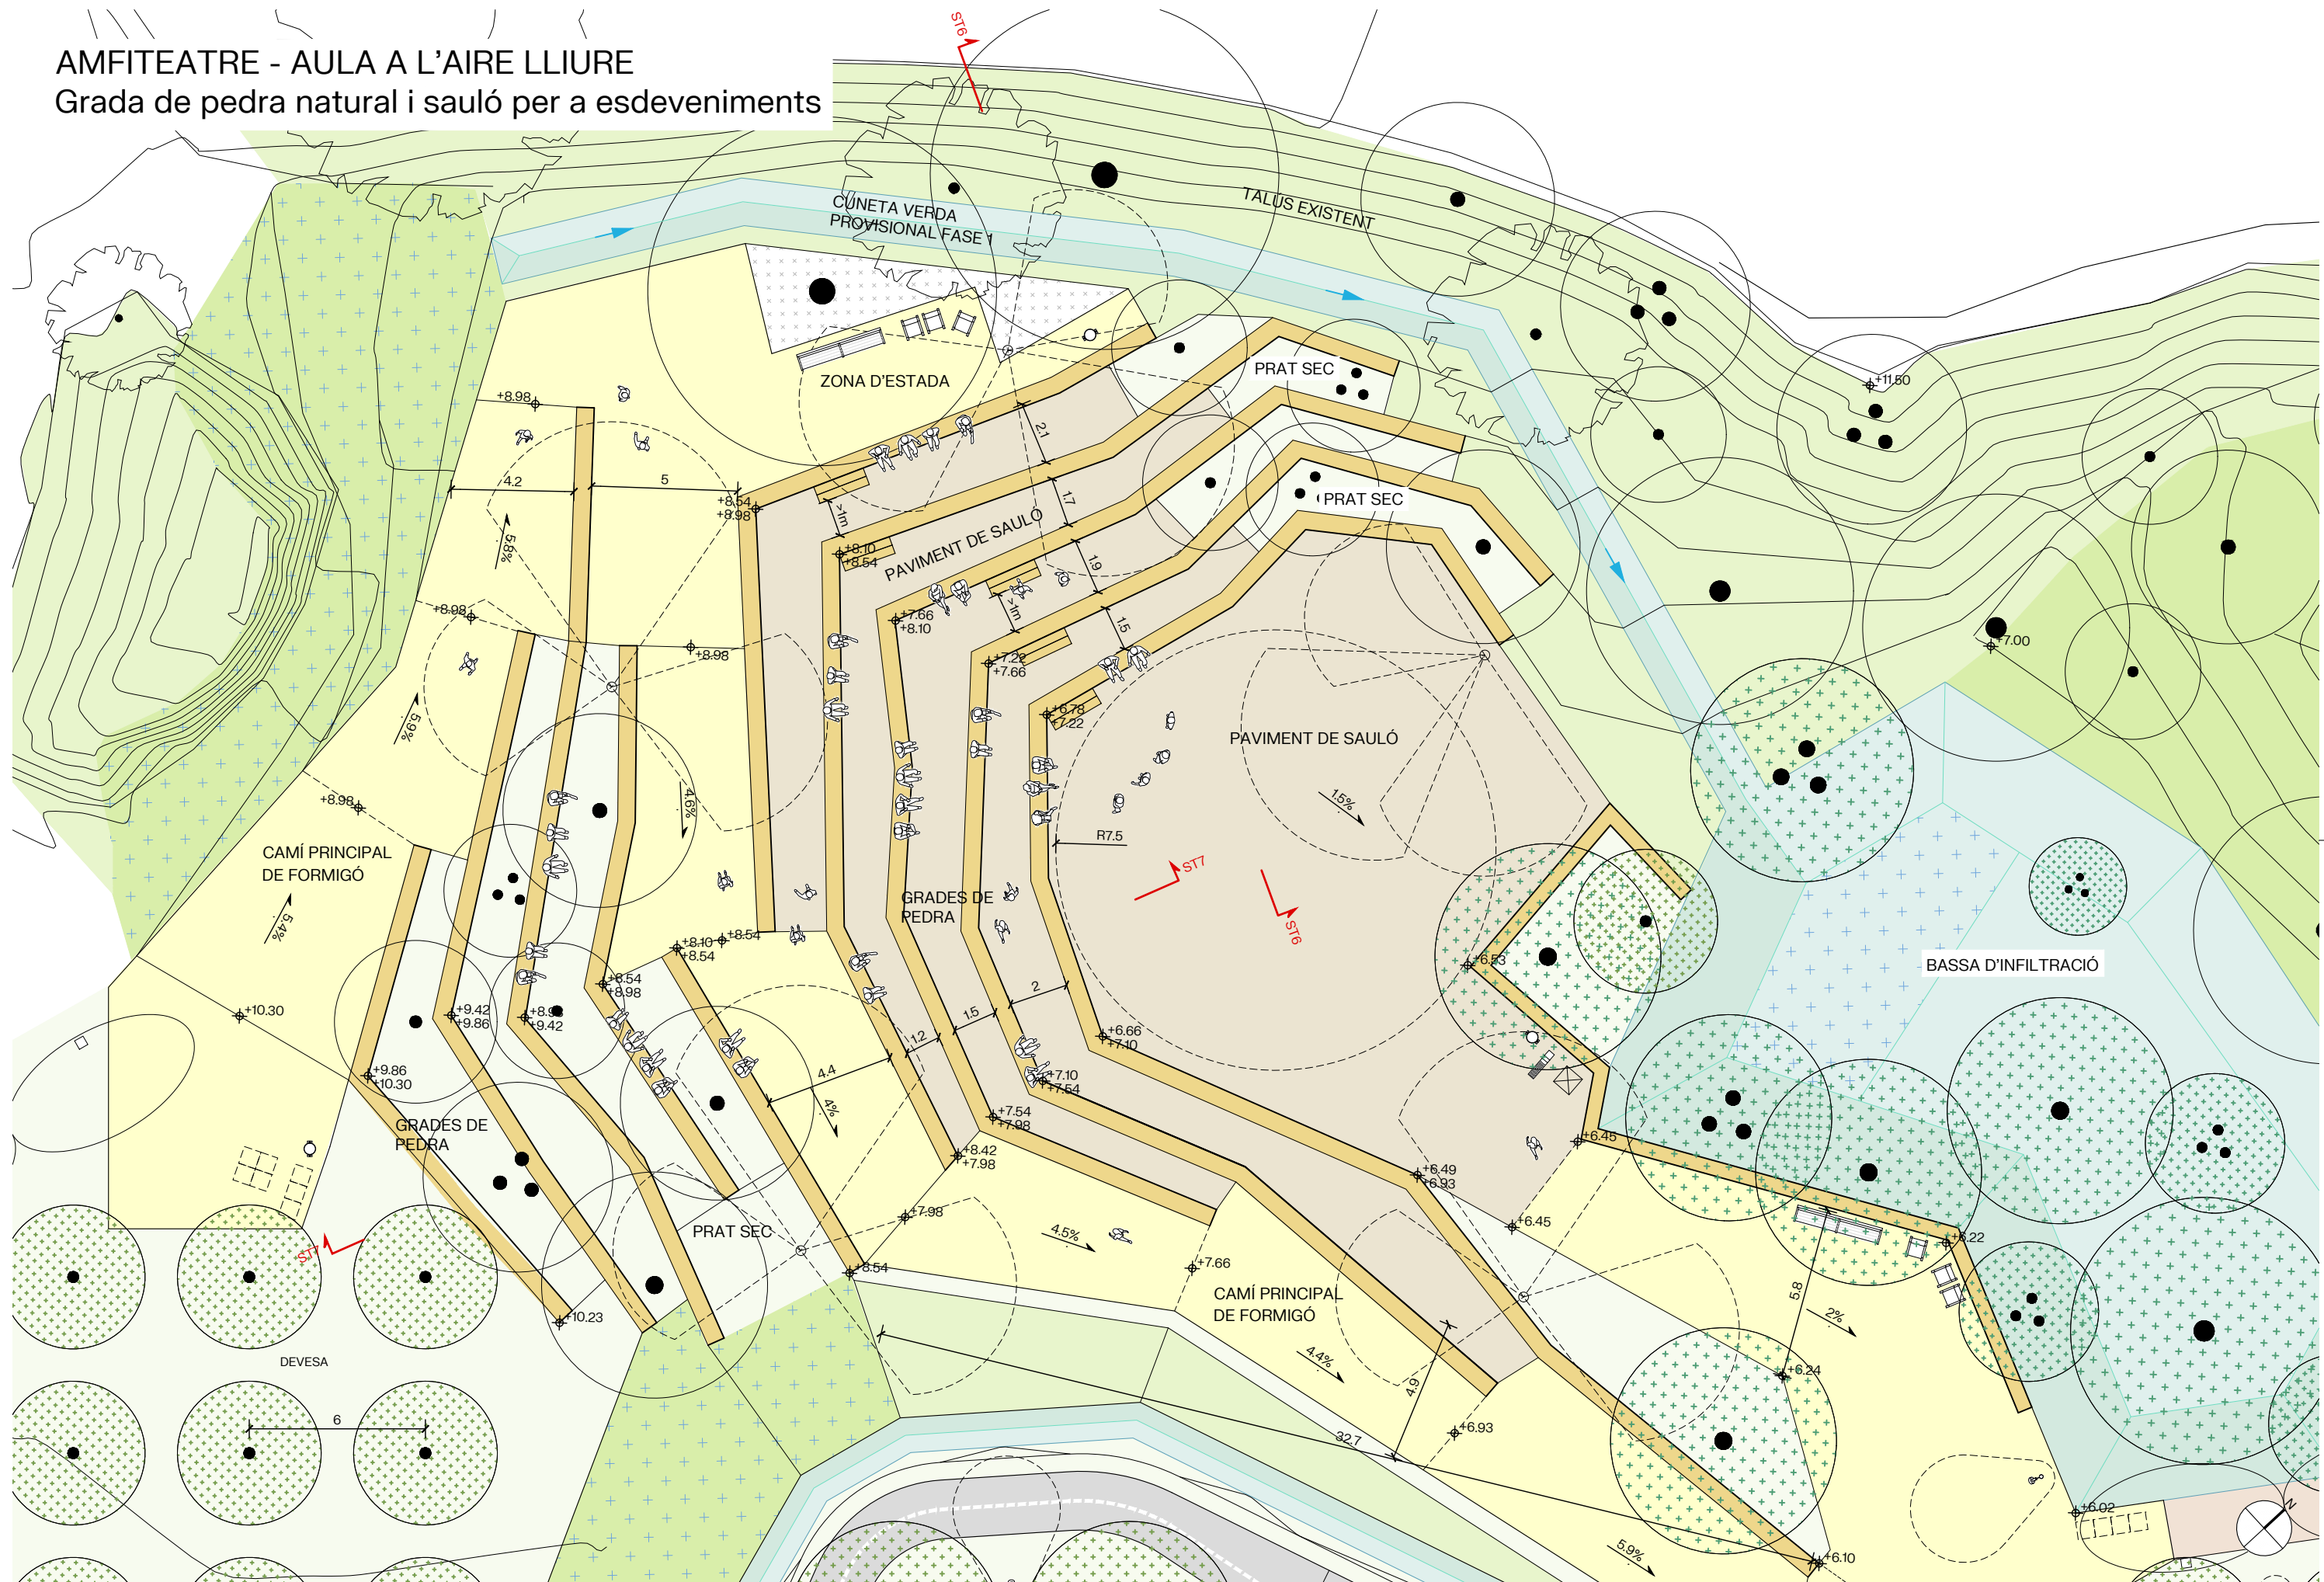 AMFITEATRE - AULA A L'AIRE LLIURE
Grada de pedra natural i sauló per a esdeveniments
ST6
CUNETA VERDA
PROVISIONAL FASE 1
TALÚS EXISTENT
ZONA D'ESTADA
PRAT SEC
+11.50
+8.98
2.1
4.2
5
+8.54
+8.98
>1m
1.7
PRAT SEC
5.8%
+8.10
+8.54
PAVIMENT DE SAULÓ
1.9
+8.98
+7.66
+8.10
>1m
1.5
+7.00
+8.98
+7.22
+7.66
5.9%
+6.78
+7.22
PAVIMENT DE SAULÓ
+8.98
4.6%
1.5%
R7.5
CAMÍ PRINCIPAL
DE FORMIGÓ
ST7
5.4%
GRADES DE
PEDRA
ST6
+8.10
+8.54
+8.54
+6.53
BASSA D'INFILTRACIÓ
+8.54
+8.98
2
+10.30
+9.42
+9.86
+9.42
1.5
1.2
+6.66
+7.10
4.4
+9.86
+10.30
+7.10
+7.54
4%
+7.54
+7.98
GRADES DE
PEDRA
+6.45
+8.42
+7.98
+6.49
+6.93
PRAT SEC
+7.98
+6.45
4.5%
+6.22
ST7
+8.54
+7.66
5.8
CAMÍ PRINCIPAL
DE FORMIGÓ
2%
+10.23
DEVESA
4.4%
+6.24
4.9
6
+6.93
32.7
+6.02
N
5.9%
+6.10